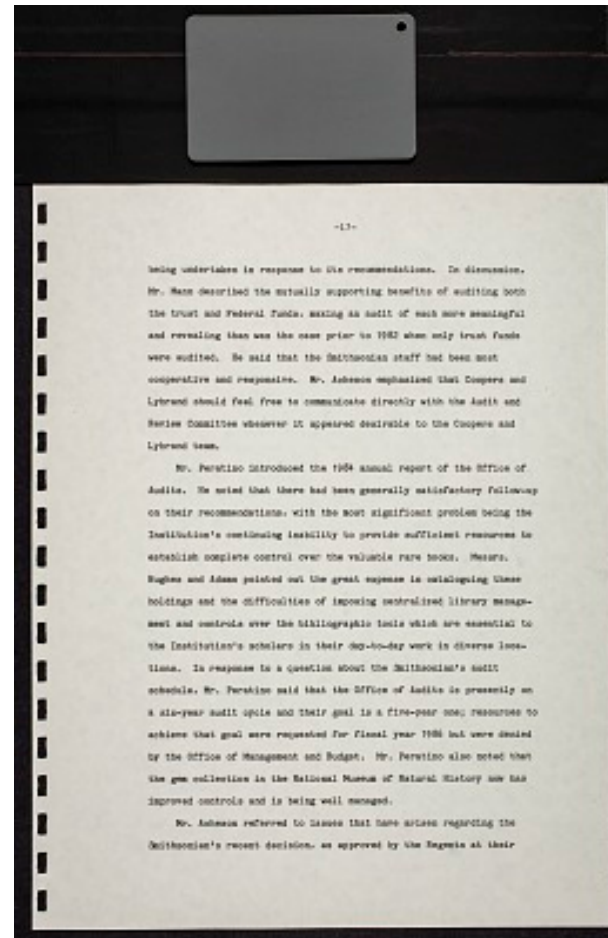 -13-
being undertaken in response to its recommendations. In discussion,
Mr. Mann described the mutually supporting benefits of auditing both
the trust and Federal funds, making an audit of each more meaningful
and revealing than was the case prior to 1982 when only trust funds
were audited. He said that the Smithsonian staff had been most
cooperative and responsive. Mr. Acheson emphasized that Coopers and
Lybrand should feel free to communicate directly with the Audit and
Review Committee whenever it appeared desirable to the Coopers and
Lybrand team.
Mr. Peratino introduced the 1984 annual report of the Office of
Audits. He noted that there had been generally satisfactory followup
on their recommendations, with the most significant problem being the
Institution's continuing inability to provide sufficient resources to
establish complete control over the valuable rare books. Messrs.
Hughes and Adams pointed out the great expense in cataloguing these
holdings and the difficulties of imposing centralized library manage-
ment and controls over the bibliographic tools which are essential to
the Institution's scholars in their day-to-day work in diverse loca-
tions. In response to a question about the Smithsonian's audit
schedule, Mr. Peratino said that the Office of Audits is presently on
a six-year audit cycle and their goal is a five-year one; resources to
achieve that goal were requested for fiscal year 1986 but were denied
by the Office of Management and Budget. Mr. Peratino also noted that
the gem collection in the National Museum of Natural History now has
improved controls and is being well managed.
Mr. Acheson referred to issues that have arisen regarding the
Smithsonian's recent decision, as approved by the Regents at their